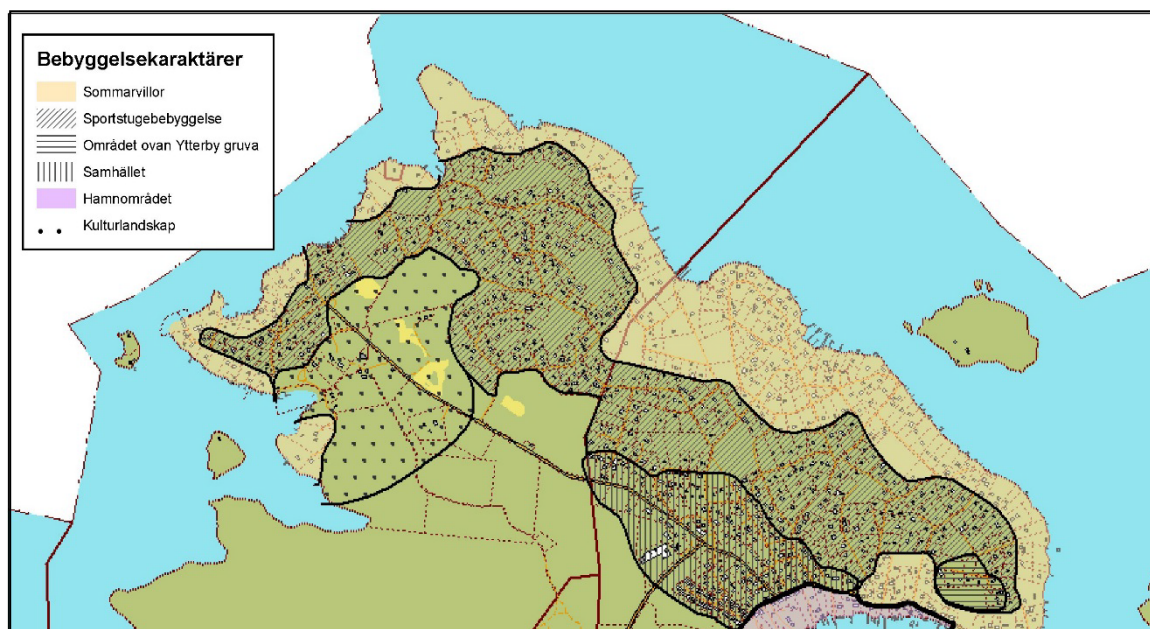 Bebyggelsekaraktärer
Sommarvillor
Sportstugebebyggelse
Området ovan Ytterby gruva
Samhället
Hamnområdet
Kulturlandskap